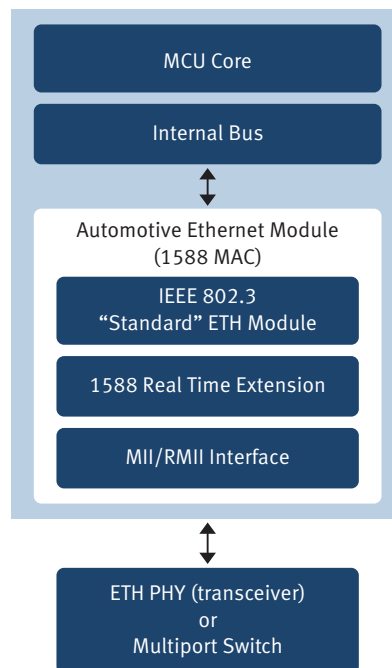 MCU Core
Internal Bus
Automotive Ethernet Module
(1588 MAC)
IEEE 802.3
“Standard” ETH Module
1588 Real Time Extension
MII/RMII Interface
ETH PHY (transceiver)
or
Multiport Switch